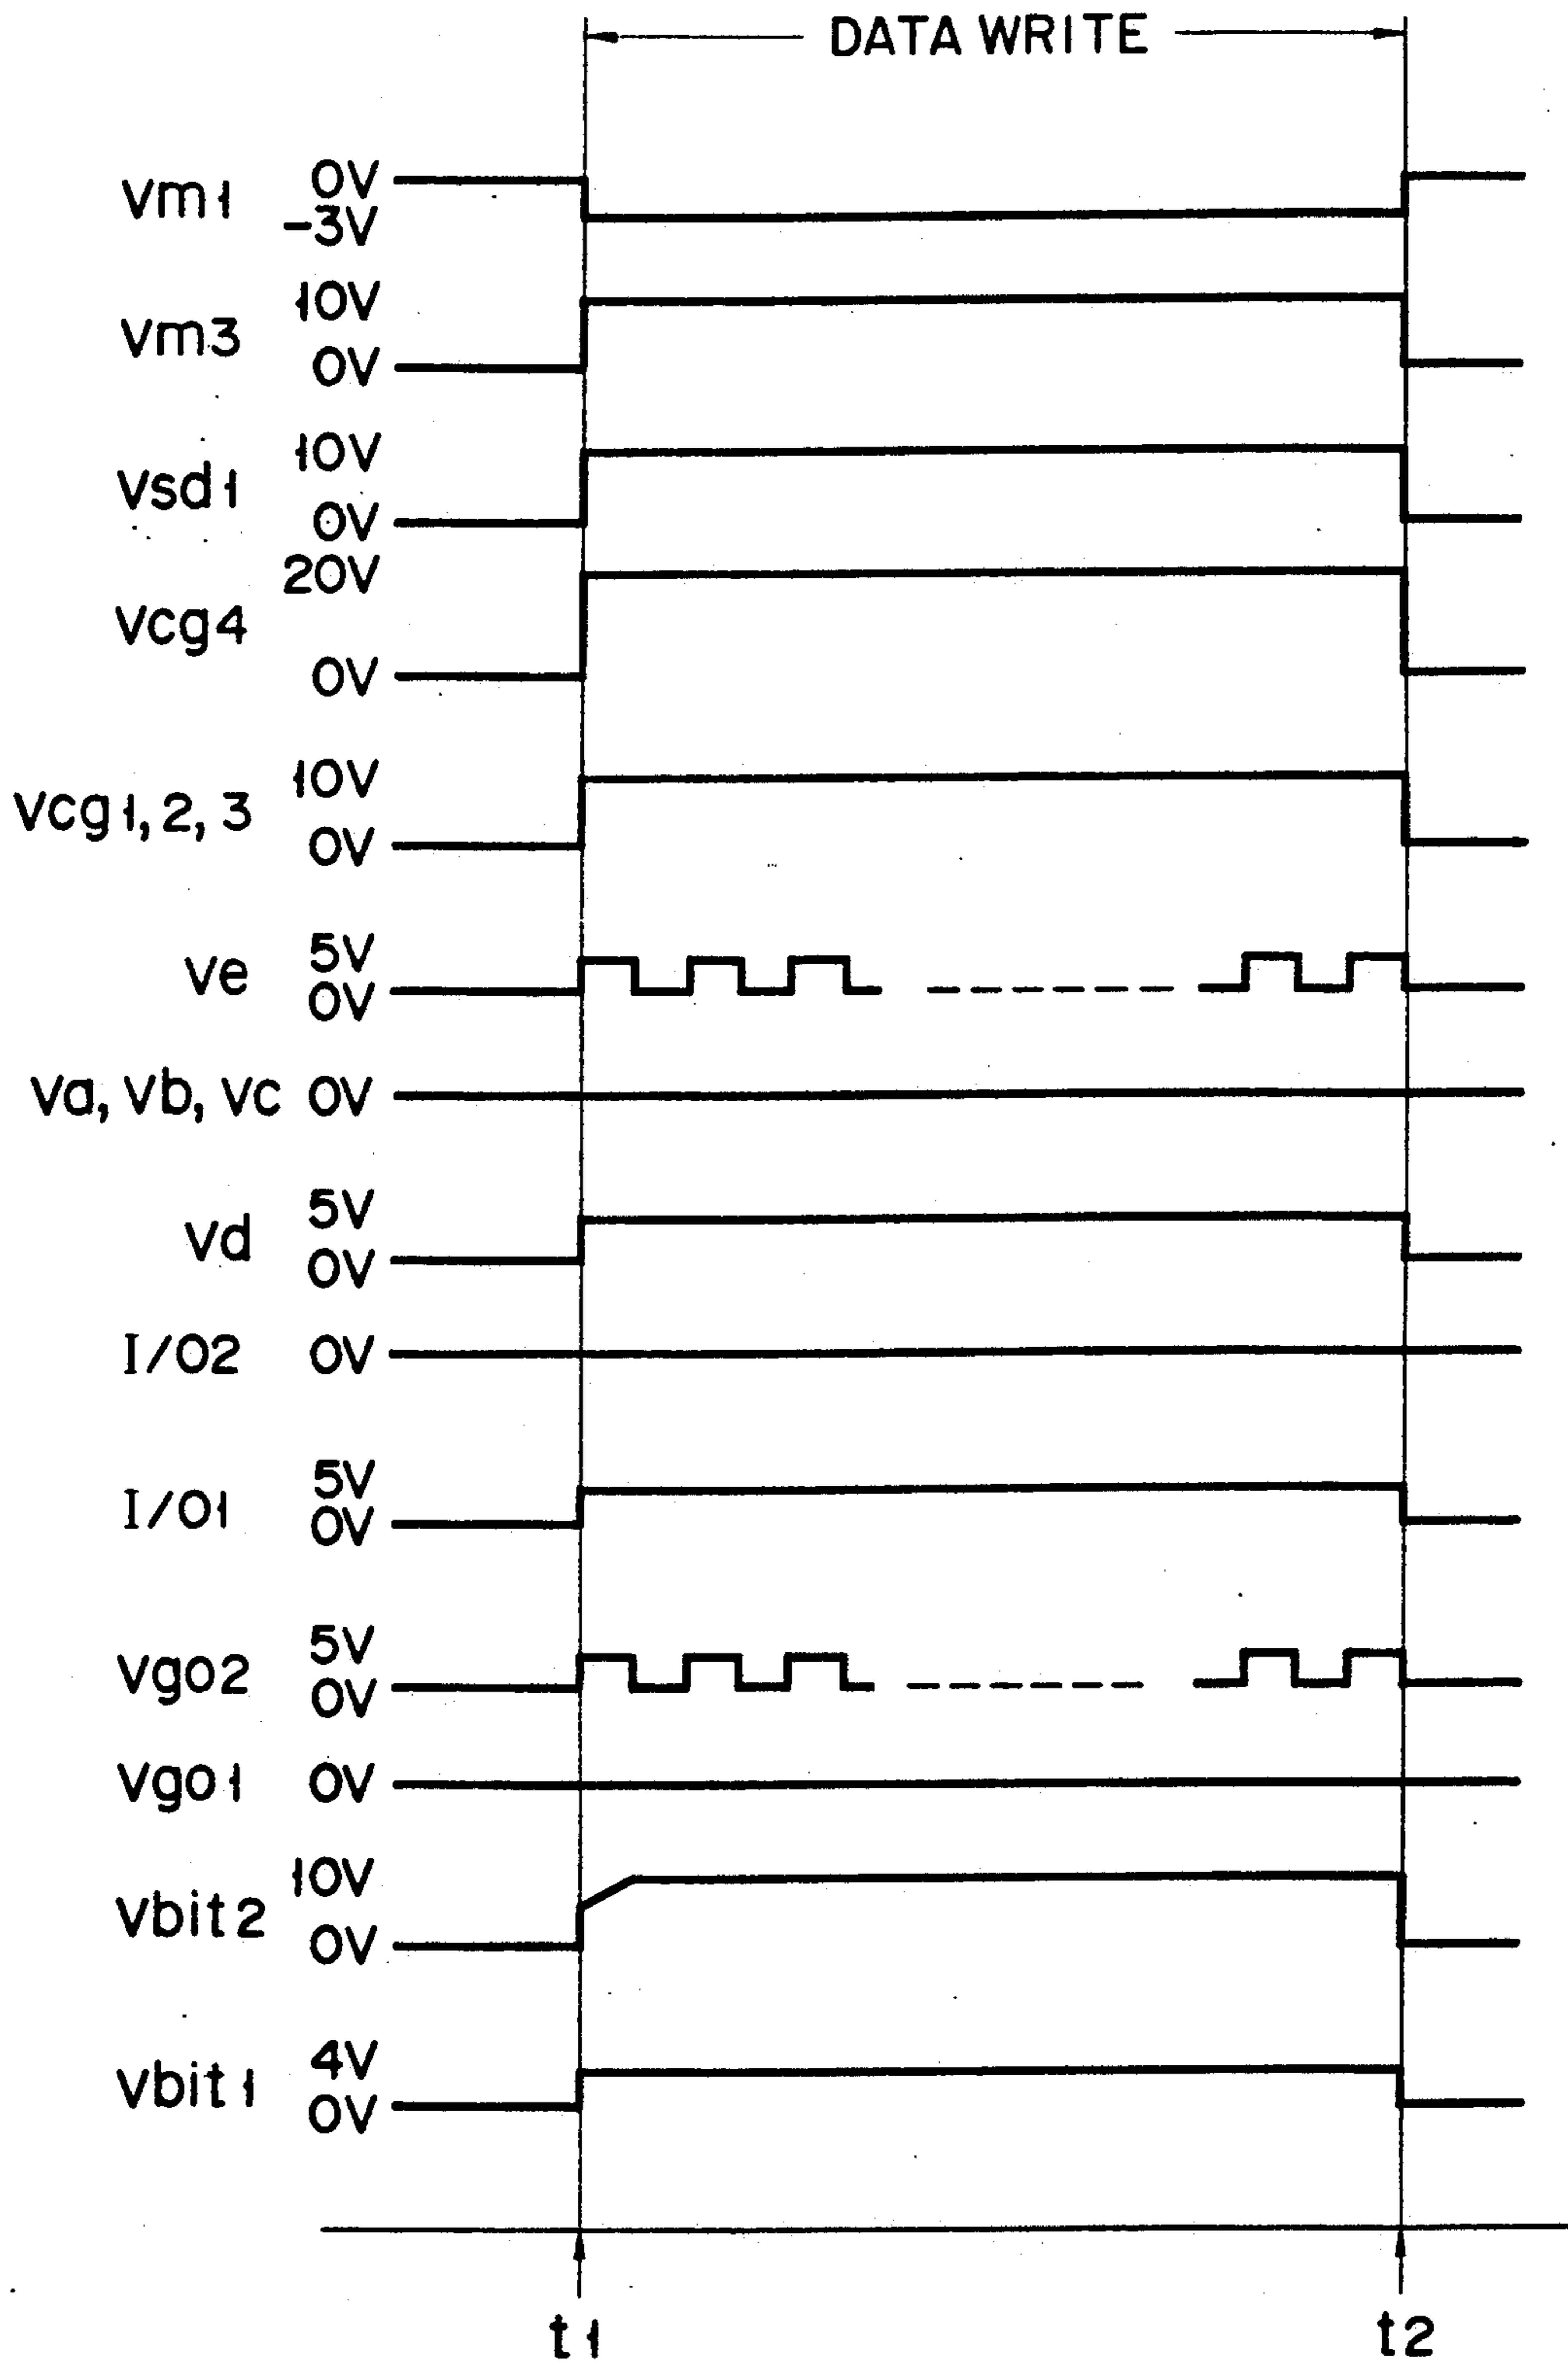 DATA WRITE
Vm1 0V
-3V
Vm3 10V
0V
Vsd1 10V
0V
Vcg4 20V
0V
Vcg1,2,3 10V
0V
Ve 5V
0V
Va, Vb, Vc 0V
Vd 5V
0V
I/O2 0V
I/O1 5V
0V
Vgo2 5V
0V
Vgo1 0V
Vbit2 10V
0V
Vbit1 4V
0V
t1 t2